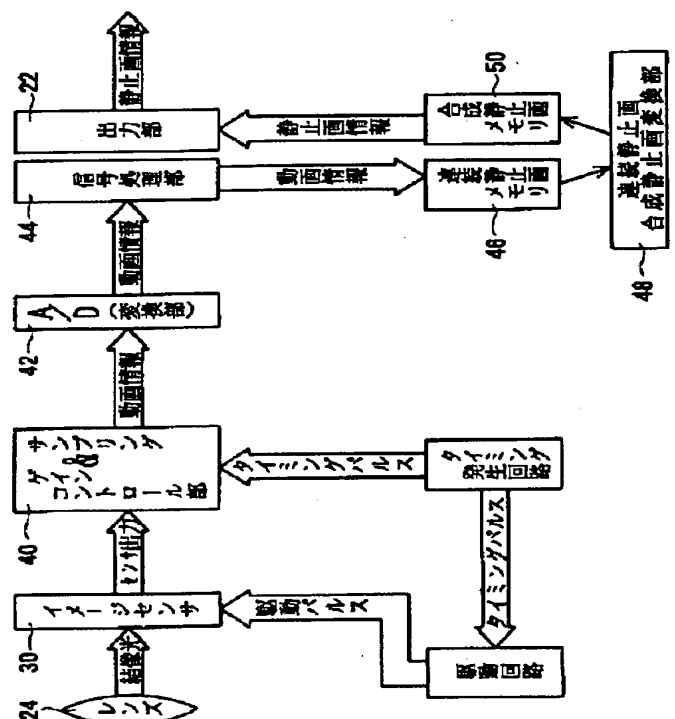 24
レンズ
結像光
30
イメージセンサ
センサ出力
40
サンプリング
&
ゲイン
コントロール部
動画情報
42
A/D(変換部)
動画情報
44
信号処理部
22
出力部
静止画情報
駆動パルス
タイミングパルス
動画情報
静止画情報
駆動回路
タイミングパルス
タイミング
発生回路
46
連装静止画
メモリ
50
合成静止画
メモリ
48
連装静止画
合成静止画変換部